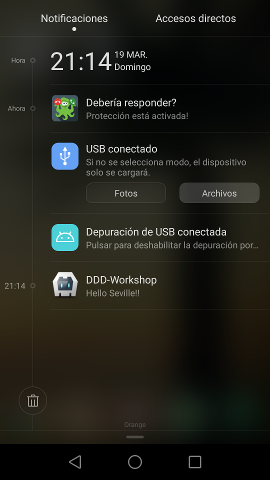 Notificaciones
Accesos directos
Hora
21:14
19 MAR.
Domingo
Ahora
Debería responder?
Protección está activada!
USB conectado
Si no se selecciona modo, el dispositivo
solo se cargará.
Fotos
Archivos
Depuración de USB conectada
Pulsar para deshabilitar la depuración por...
21:14
DDD-Workshop
Hello Seville!!
Orange